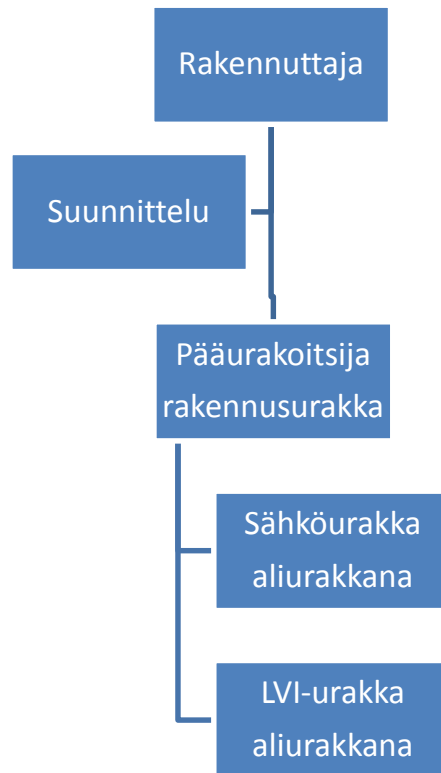 Rakennuttaja
Suunnittelu
Pääurakoitsija
rakennusurakka
Sähköurakka
aliurakkana
LVI-urakka
aliurakkana